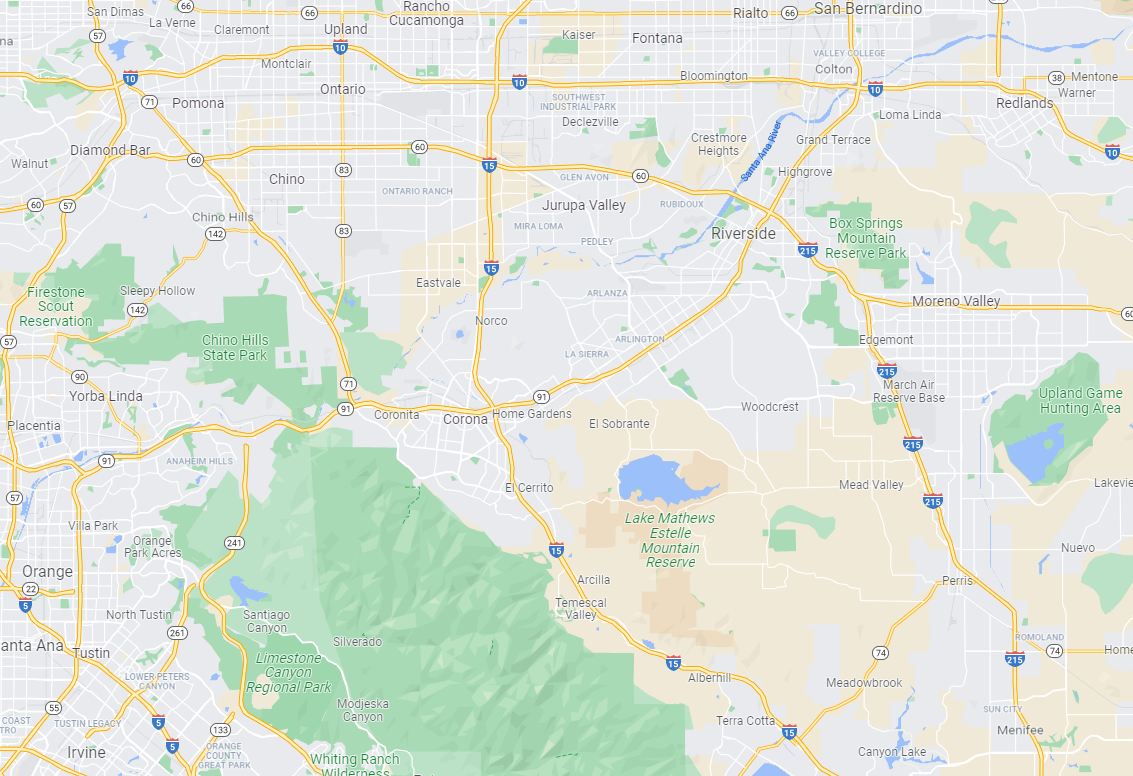 San Dimas
66
La Verne
66
Rancho
Cucamonga
Rialto
66
San Bernardino
57
Claremont
Upland
10
Kaiser
Fontana
VALLEY COLLEGE
na
10
Montclair
10
Bloomington
Colton
10
38
Mentone
71
Pomona
Ontario
SOUTHWEST
INDUSTRIAL PARK
Declezville
Warner
Redlands
Loma Linda
Walnut
Diamond Bar
60
60
15
Crestmore
Heights
Santa Ana River
Grand Terrace
10
83
Chino
ONTARIO RANCH
GLEN AVON
60
Highgrove
60
57
Chino Hills
142
83
Jurupa Valley
RUBIDOUX
MIRA LOMA
PEDLEY
Riverside
215
Box Springs
Mountain
Reserve Park
15
Firestone
Scout
Reservation
Sleepy Hollow
142
Eastvale
ARLANZA
Moreno Valley
60
57
Chino Hills
State Park
Norco
ARLINGTON
LA SIERRA
Edgemont
215
90
71
91
March Air
Reserve Base
Upland Game
Hunting Area
Yorba Linda
91
Coronita
Corona
Home Gardens
Woodcrest
Placentia
El Sobrante
215
91
ANAHEIM HILLS
57
El Cerrito
Mead Valley
Lakevie
215
Villa Park
Lake Mathews
Estelle
Mountain
Reserve
Orange
Park Acres
241
15
Nuevo
Orange
22
5
Arcilla
Perris
North Tustin
Santiago
Canyon
Temescal
Valley
261
Silverado
ROMOLAND
anta Ana
Tustin
Limestone
Canyon
Regional Park
15
74
215
74
Home
LOWER PETERS
CANYON
Alberhill
Meadowbrook
55
COAST
TRO
TUSTIN LEGACY
5
133
Modjeska
Canyon
Terra Cotta
15
SUN CITY
Menifee
Irvine
5
ORANGE
COUNTY
GREAT PARK
Whiting Ranch
Wilderness
Canyon Lake